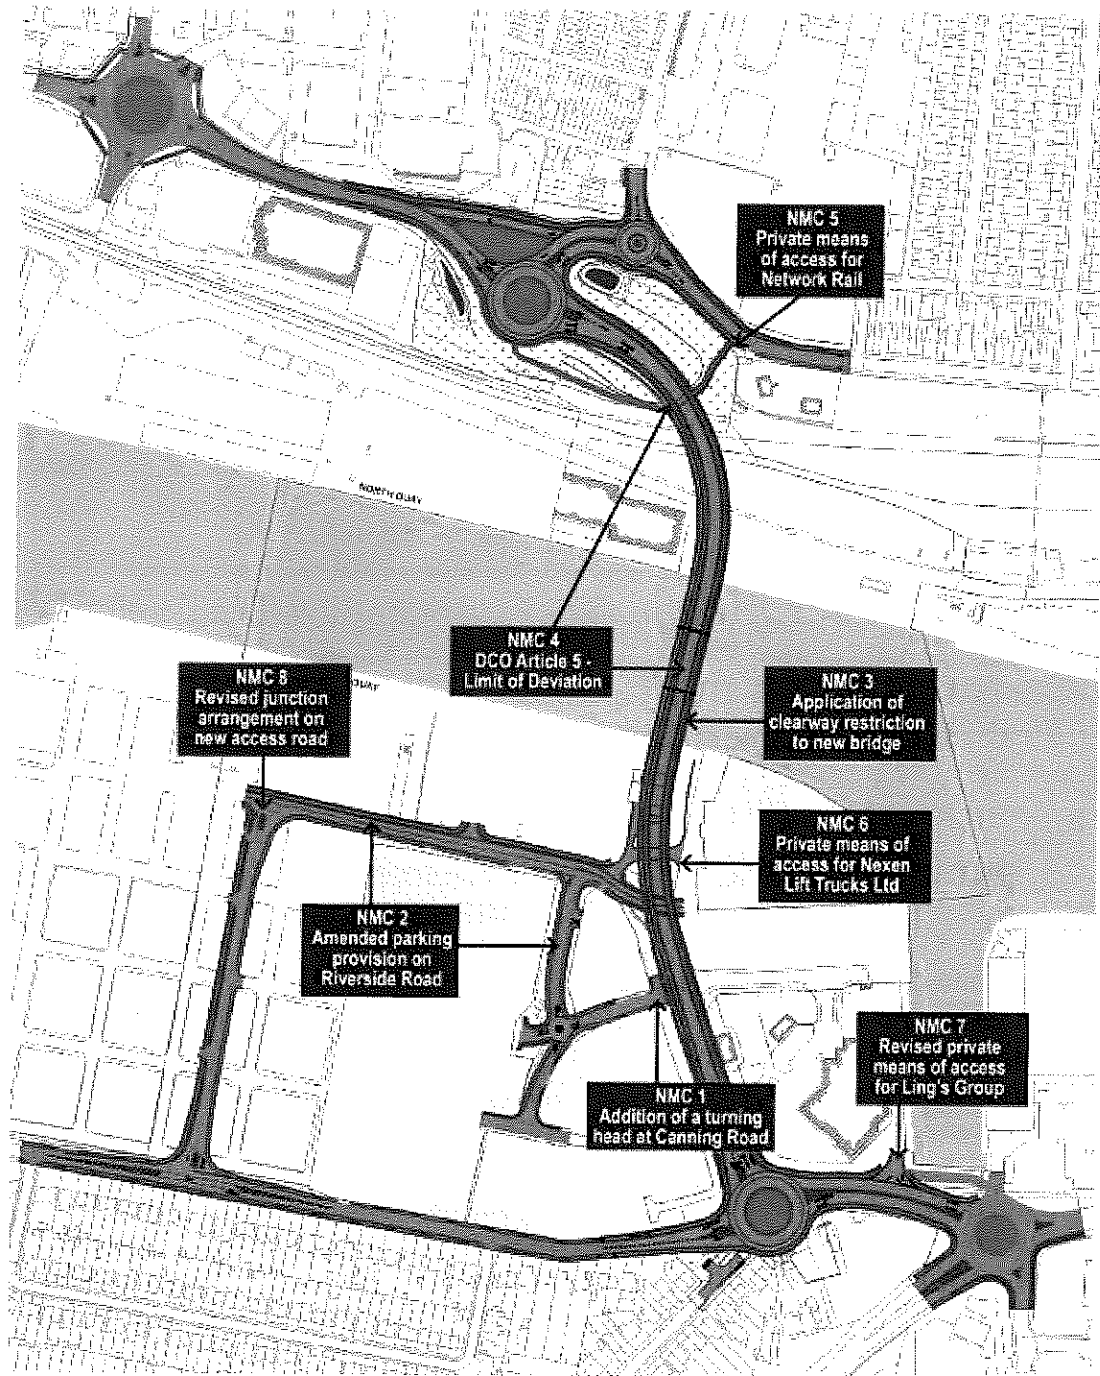 NMC 5
Private means
of access for
Network Rail
NORTH QUAY
NMC 4
DCO Article 5 -
Limit of Deviation
NMC 8
Revised junction
arrangement on
new access road
QUAY
NMC 3
Application of
clearway restriction
to new bridge
NMC 6
Private means of
access for Nexen
Lift Trucks Ltd
NMC 2
Amended parking
provision on
Riverside Road
NMC 7
Revised private
means of access
for Ling's Group
NMC 1
Addition of a turning
head at Canning Road